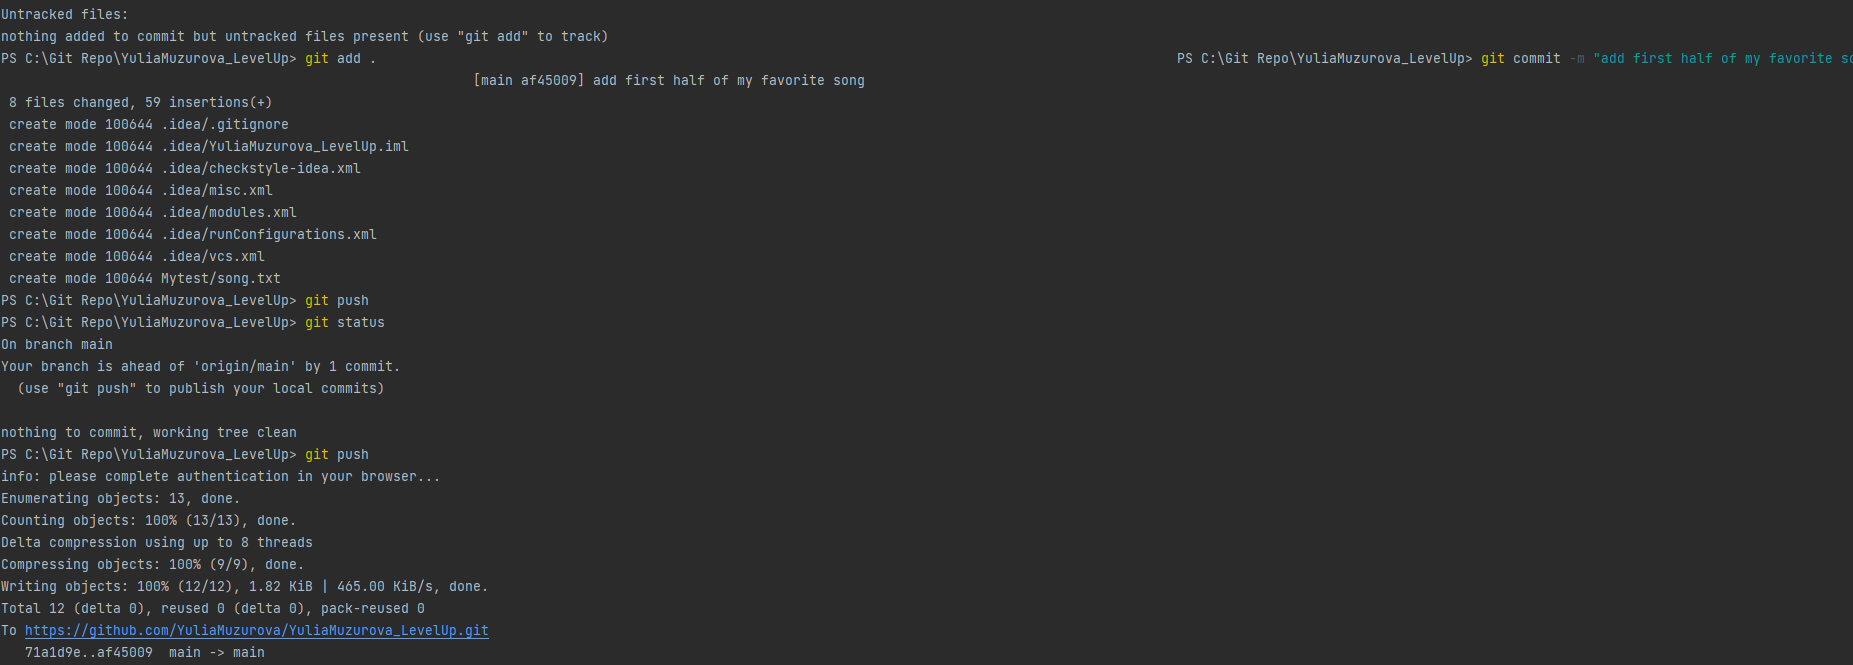 Untracked files:
nothing added to commit but untracked files present (use "git add" to track)
PS C:\Git Repo\YuliaMuzurova_LevelUp> git add . PS C:\Git Repo\YuliaMuzurova_LevelUp> git commit -m "add first half of my favorite so
[main af45009] add first half of my favorite song
8 files changed, 59 insertions(+)
create mode 100644 .idea/.gitignore
create mode 100644 .idea/YuliaMuzurova_LevelUp.iml
create mode 100644 .idea/checkstyle-idea.xml
create mode 100644 .idea/misc.xml
create mode 100644 .idea/modules.xml
create mode 100644 .idea/runConfigurations.xml
create mode 100644 .idea/vcs.xml
create mode 100644 Mytest/song.txt
PS C:\Git Repo\YuliaMuzurova_LevelUp> git push
PS C:\Git Repo\YuliaMuzurova_LevelUp> git status
On branch main
Your branch is ahead of 'origin/main' by 1 commit.
(use "git push" to publish your local commits)
nothing to commit, working tree clean
PS C:\Git Repo\YuliaMuzurova_LevelUp> git push
info: please complete authentication in your browser...
Enumerating objects: 13, done.
Counting objects: 100% (13/13), done.
Delta compression using up to 8 threads
Compressing objects: 100% (9/9), done.
Writing objects: 100% (12/12), 1.82 KiB | 465.00 KiB/s, done.
Total 12 (delta 0), reused 0 (delta 0), pack-reused 0
To https://github.com/YuliaMuzurova/YuliaMuzurova_LevelUp.git
71a1d9e..af45009  main -> main